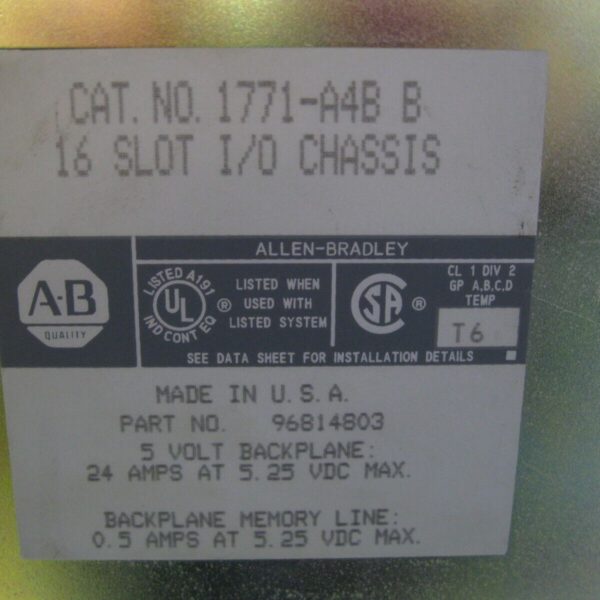 CAT. NO. 1771-A4B B
16 SLOT I/O CHASSIS
ALLEN-BRADLEY
A-B
QUALITY
LISTED A191
UL ®
IND CONT EQ
LISTED WHEN
USED WITH
LISTED SYSTEM
CSA ®
CL 1 DIV 2
GP A,B,C,D
TEMP
T6
SEE DATA SHEET FOR INSTALLATION DETAILS
MADE IN U.S.A.
PART NO. 96814803
5 VOLT BACKPLANE:
24 AMPS AT 5.25 VDC MAX.
BACKPLANE MEMORY LINE:
0.5 AMPS AT 5.25 VDC MAX.